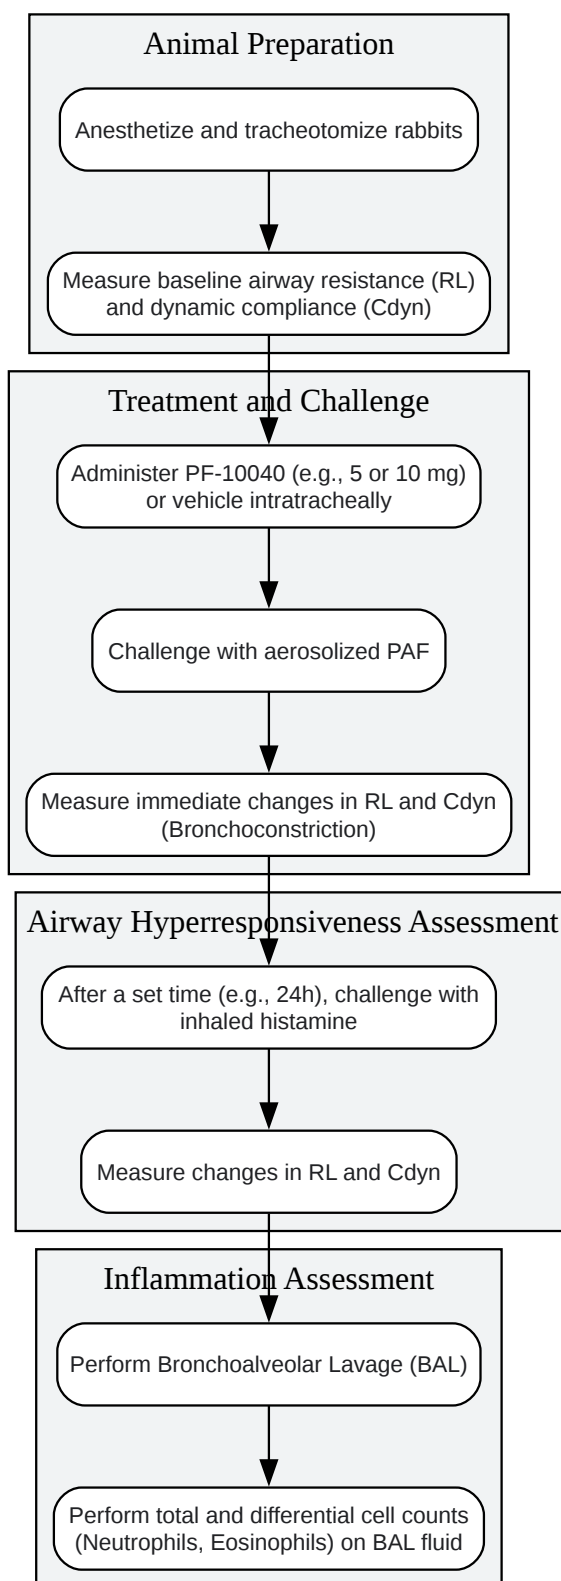 Animal Preparation
Anesthetize and tracheotomize rabbits
Measure baseline airway resistance (RL)
and dynamic compliance (Cdyn)
Treatment and Challenge
Administer PF-10040 (e.g., 5 or 10 mg)
or vehicle intratracheally
Challenge with aerosolized PAF
Measure immediate changes in RL and Cdyn
(Bronchoconstriction)
Airway Hyperresponsiveness Assessment
After a set time (e.g., 24h), challenge with
inhaled histamine
Measure changes in RL and Cdyn
Inflammation Assessment
Perform Bronchoalveolar Lavage (BAL)
Perform total and differential cell counts
(Neutrophils, Eosinophils) on BAL fluid